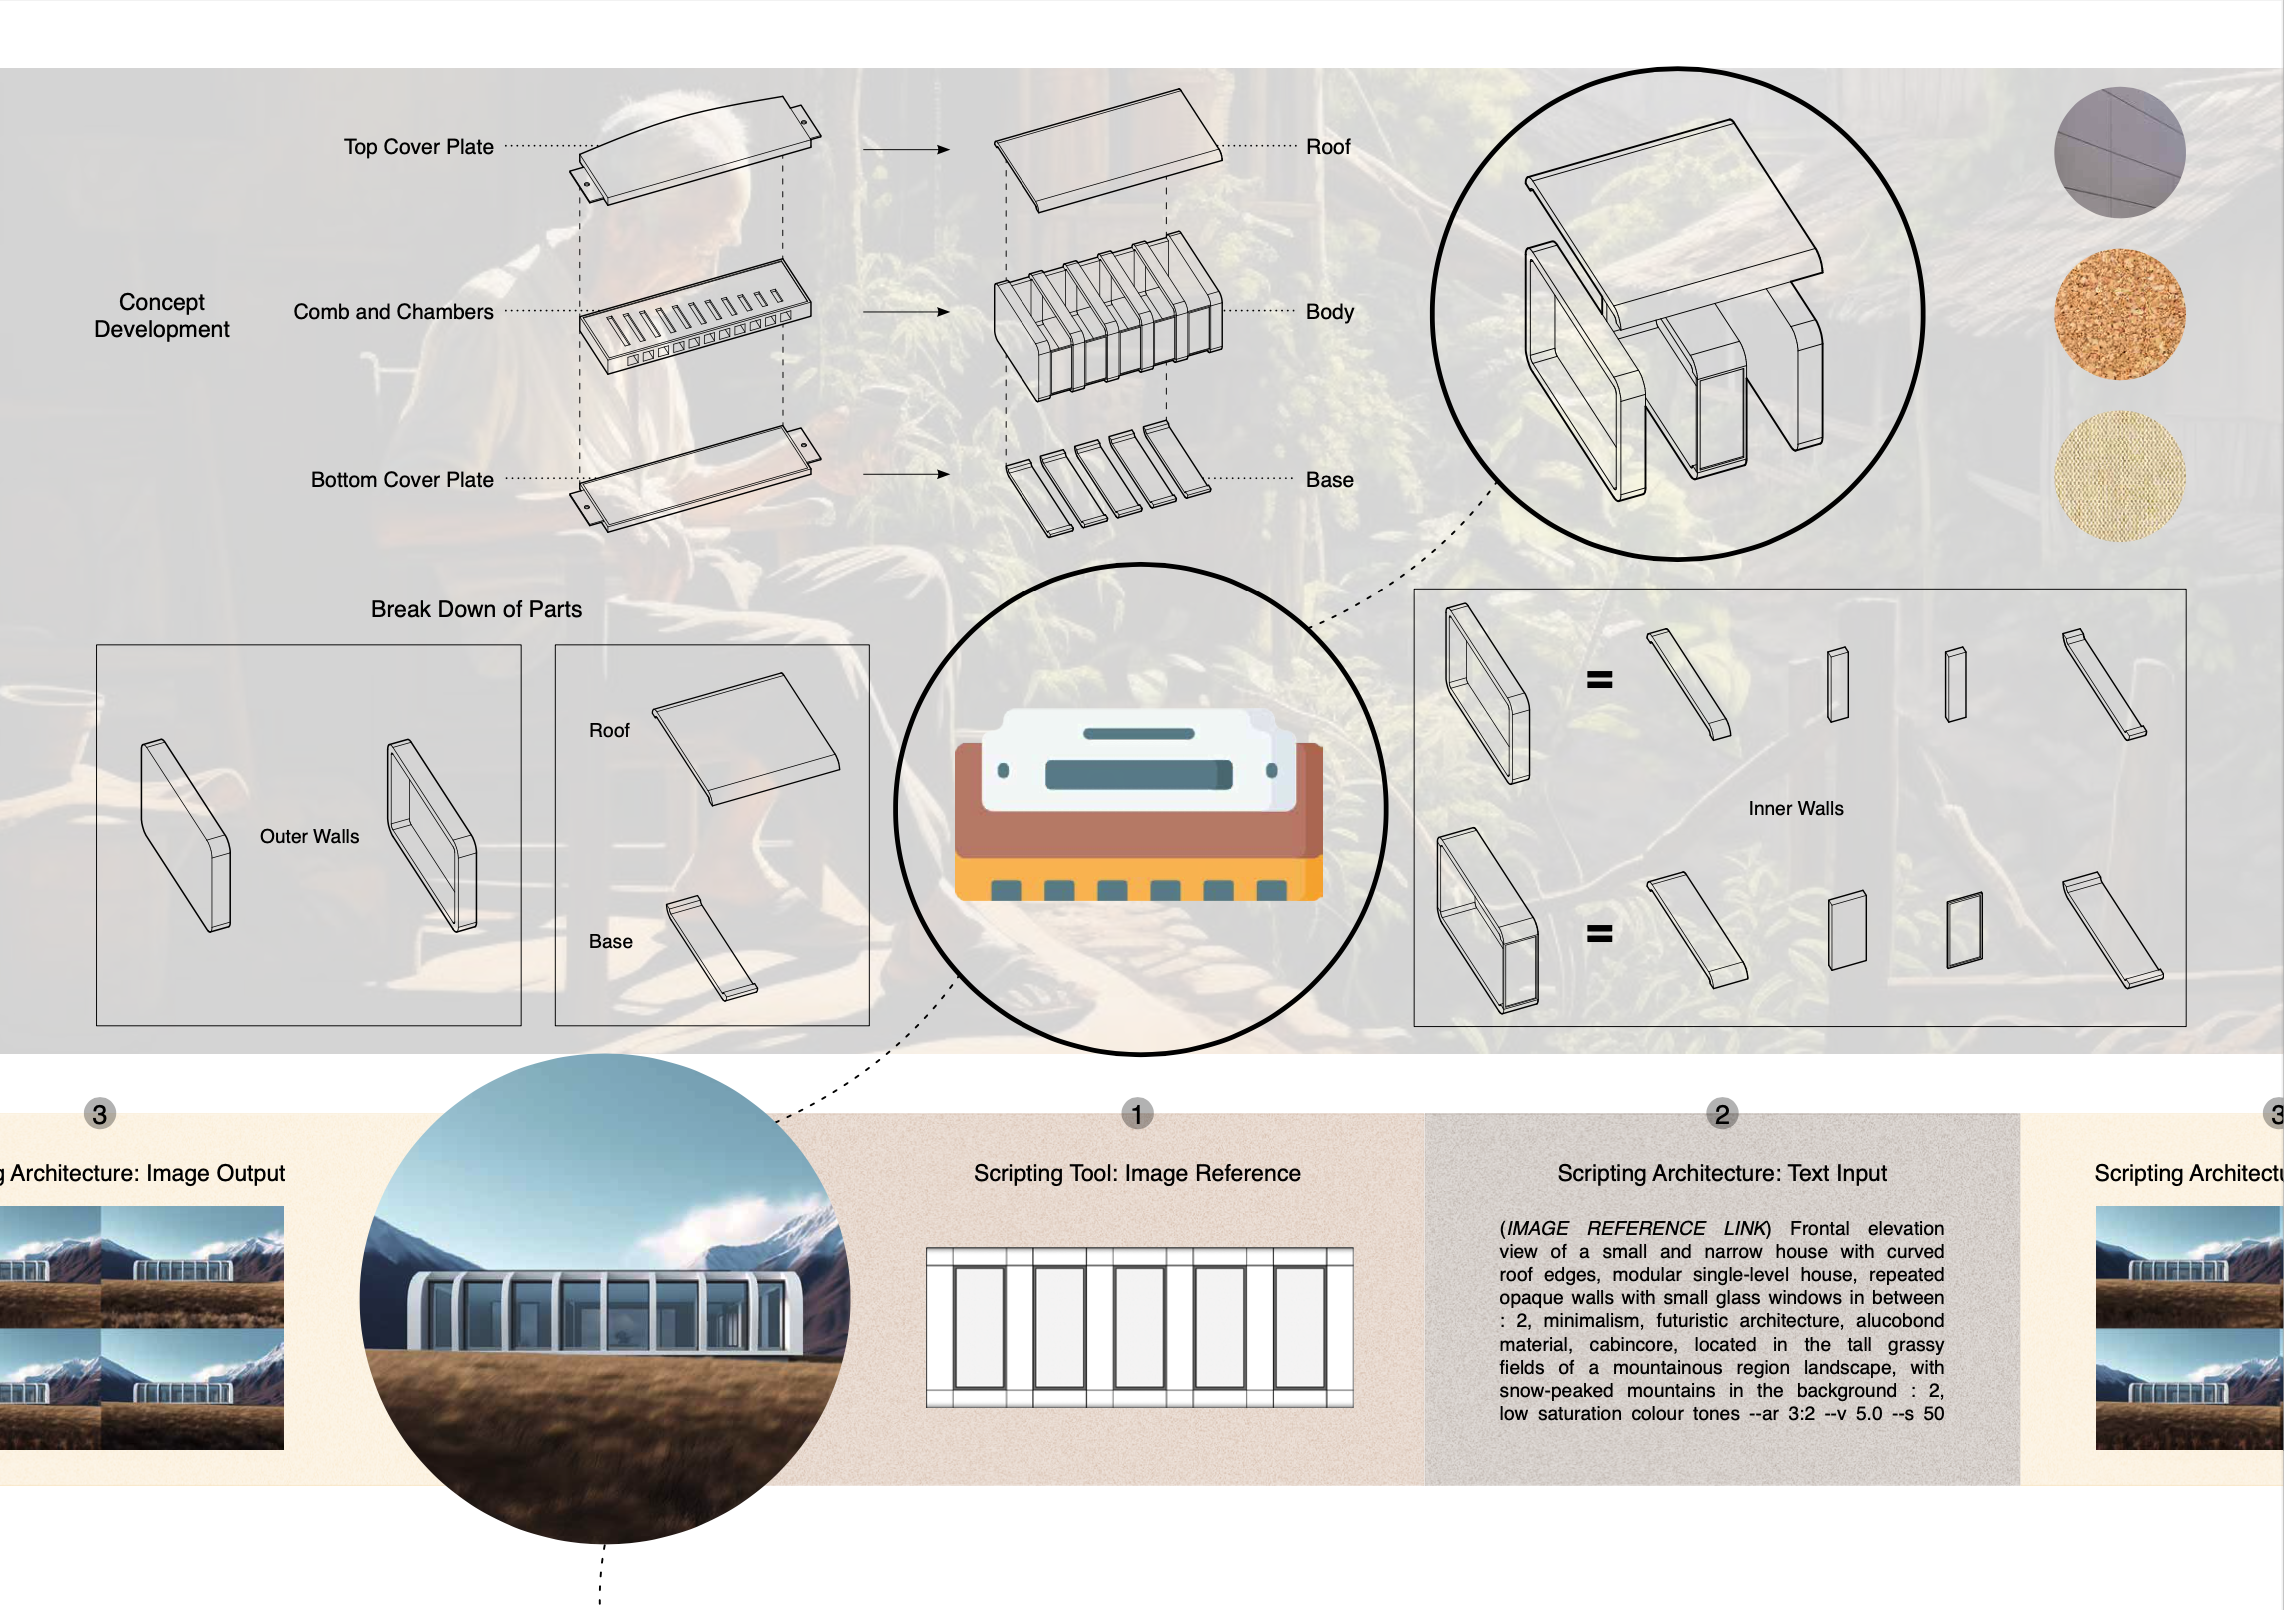 Top Cover Plate
Roof
Concept
Development
Comb and Chambers
Body
Bottom Cover Plate
Base
Break Down of Parts
Outer Walls
Roof
Base
=
Inner Walls
=
3
g Architecture: Image Output
1
Scripting Tool: Image Reference
2
Scripting Architecture: Text Input
(IMAGE REFERENCE LINK) Frontal elevation
view of a small and narrow house with curved
roof edges, modular single-level house, repeated
opaque walls with small glass windows in between
: 2, minimalism, futuristic architecture, alucobond
material, cabincore, located in the tall grassy
fields of a mountainous region landscape, with
snow-peaked mountains in the background : 2,
low saturation colour tones --ar 3:2 --v 5.0 --s 50
3
Scripting Architectu